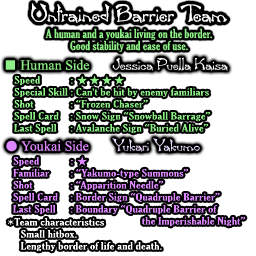 Untrained Barrier Team
A human and a youkai living on the border.
Good stability and ease of use.
Human Side Jessica Puella Kaisa
Speed : ★★★★
Special Skill : Can't be hit by enemy familiars
Shot : "Frozen Chaser"
Spell Card : Snow Sign "Snowball Barrage"
Last Spell : Avalanche Sign "Buried Alive"
Youkai Side Yukari Yakumo
Speed : ★
Familiar : "Yakumo-type Summons"
Shot : "Apparition Needle"
Spell Card : Border Sign "Quadruple Barrier"
Last Spell : Boundary "Quadruple Barrier of
the Imperishable Night"
*Team characteristics
Small hitbox.
Lengthy border of life and death.